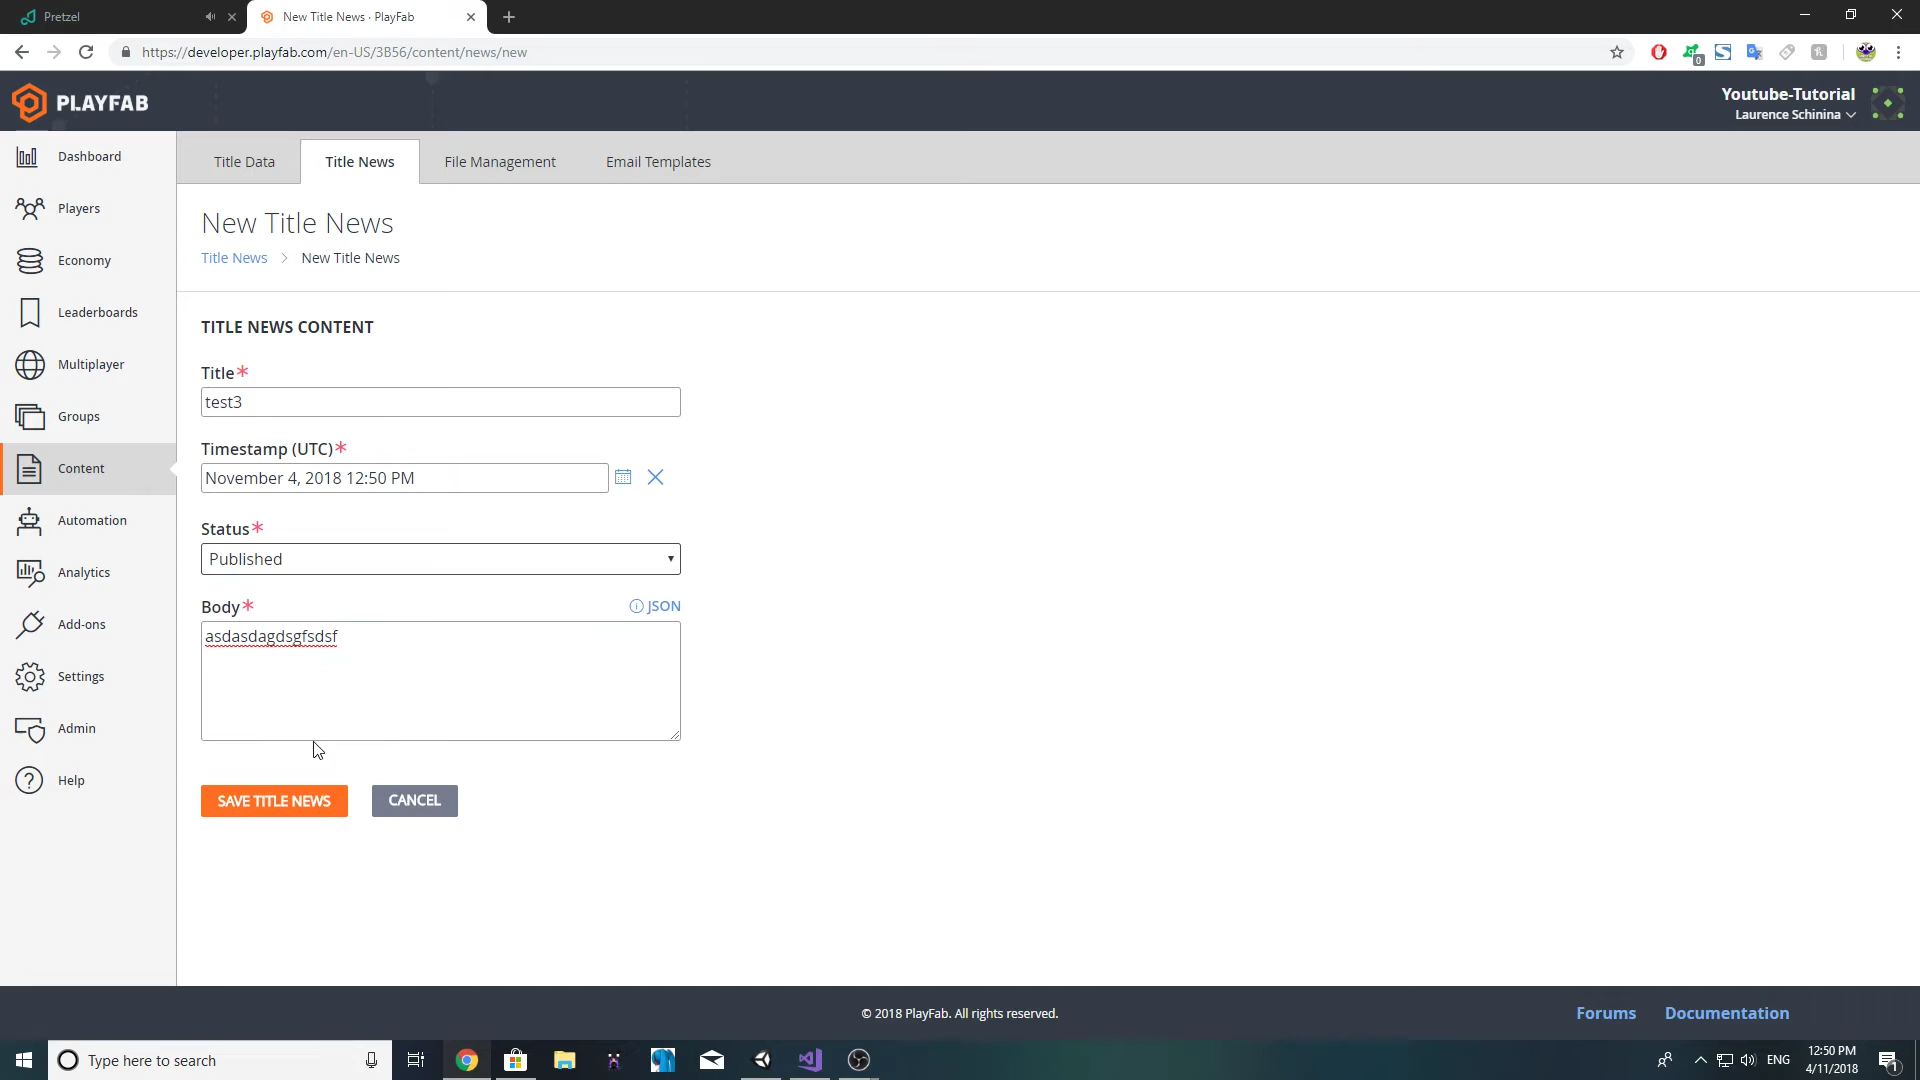 Pretzel
New Title News · PlayFab
https://developer.playfab.com/en-US/3B56/content/news/new
0
PLAYFAB
Youtube-Tutorial
Laurence Schinina
Dashboard
Players
Economy
Leaderboards
Multiplayer
Groups
Content
Automation
Analytics
Add-ons
Settings
Admin
Help
Title Data
Title News
File Management
Email Templates
New Title News
Title News > New Title News
TITLE NEWS CONTENT
Title*
test3
Timestamp (UTC)*
November 4, 2018 12:50 PM
Status*
Published
Body*
JSON
asdasdagdsgfsdsf
SAVE TITLE NEWS
CANCEL
© 2018 PlayFab. All rights reserved.
Forums
Documentation
Type here to search
ENG
12:50 PM
4/11/2018
1